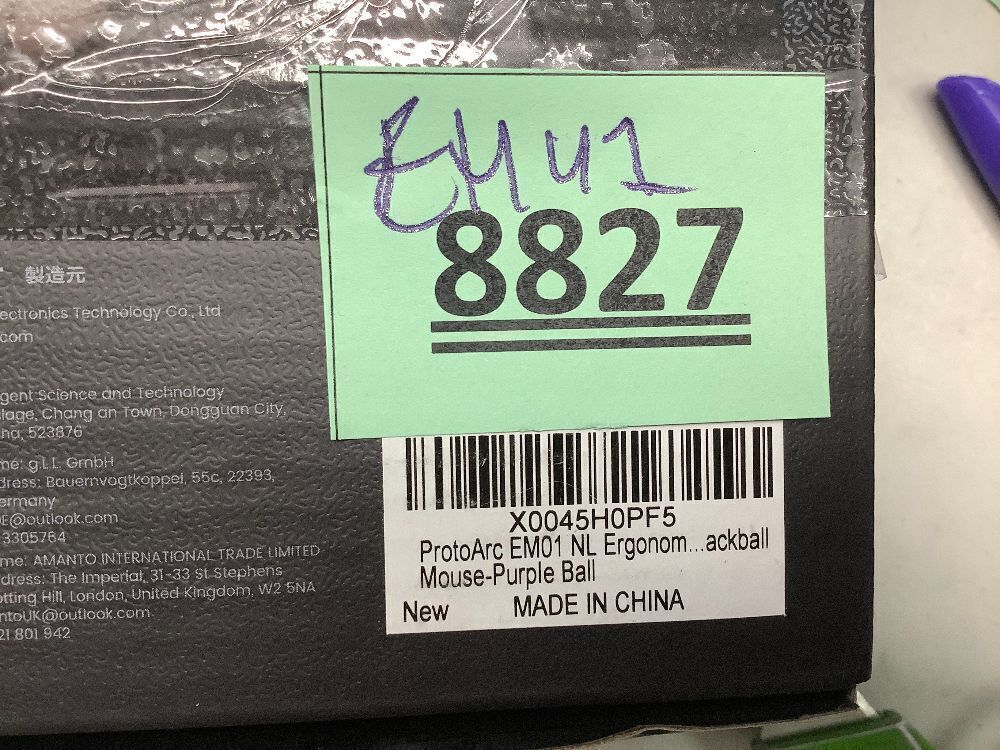 EM41
8827
製造元
ectronics Technology Co., Ltd
com
gent Science and Technology
lage, Chang an Town, Dongguan City,
na, 523876
me: g.L.L. GmbH
dress: Bauernvogtkoppel, 55c, 22393,
ermany
E@outlook.com
3305764
me: AMANTO INTERNATIONAL TRADE LIMITED
dress: The Imperial, 31-33 St Stephens
otting Hill, London, United Kingdom, W2 5NA
ntoUK@outlook.com
21 801 942
X0045H0PF5
ProtoArc EM01 NL Ergonom...ackball
Mouse-Purple Ball
New MADE IN CHINA